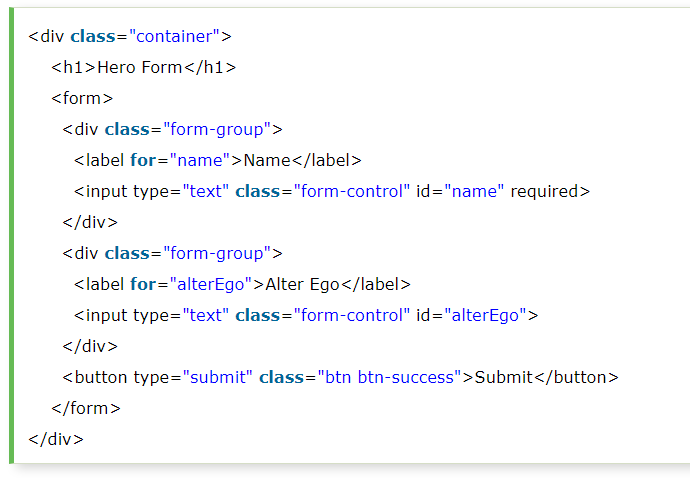 <div class="container">
<h1>Hero Form</h1>
<form>
<div class="form-group">
<label for="name">Name</label>
<input type="text" class="form-control" id="name" required>
</div>
<div class="form-group">
<label for="alterEgo">Alter Ego</label>
<input type="text" class="form-control" id="alterEgo">
</div>
<button type="submit" class="btn btn-success">Submit</button>
</form>
</div>